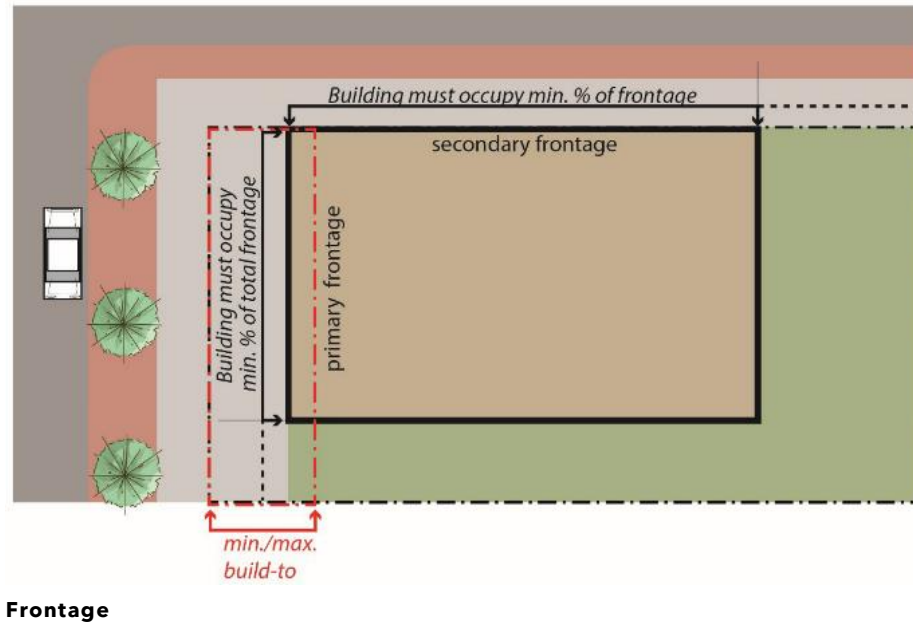 Building must occupy min. % of frontage
secondary frontage
Building must occupy
min. % of total frontage
primary frontage
min./max.
build-to
Frontage